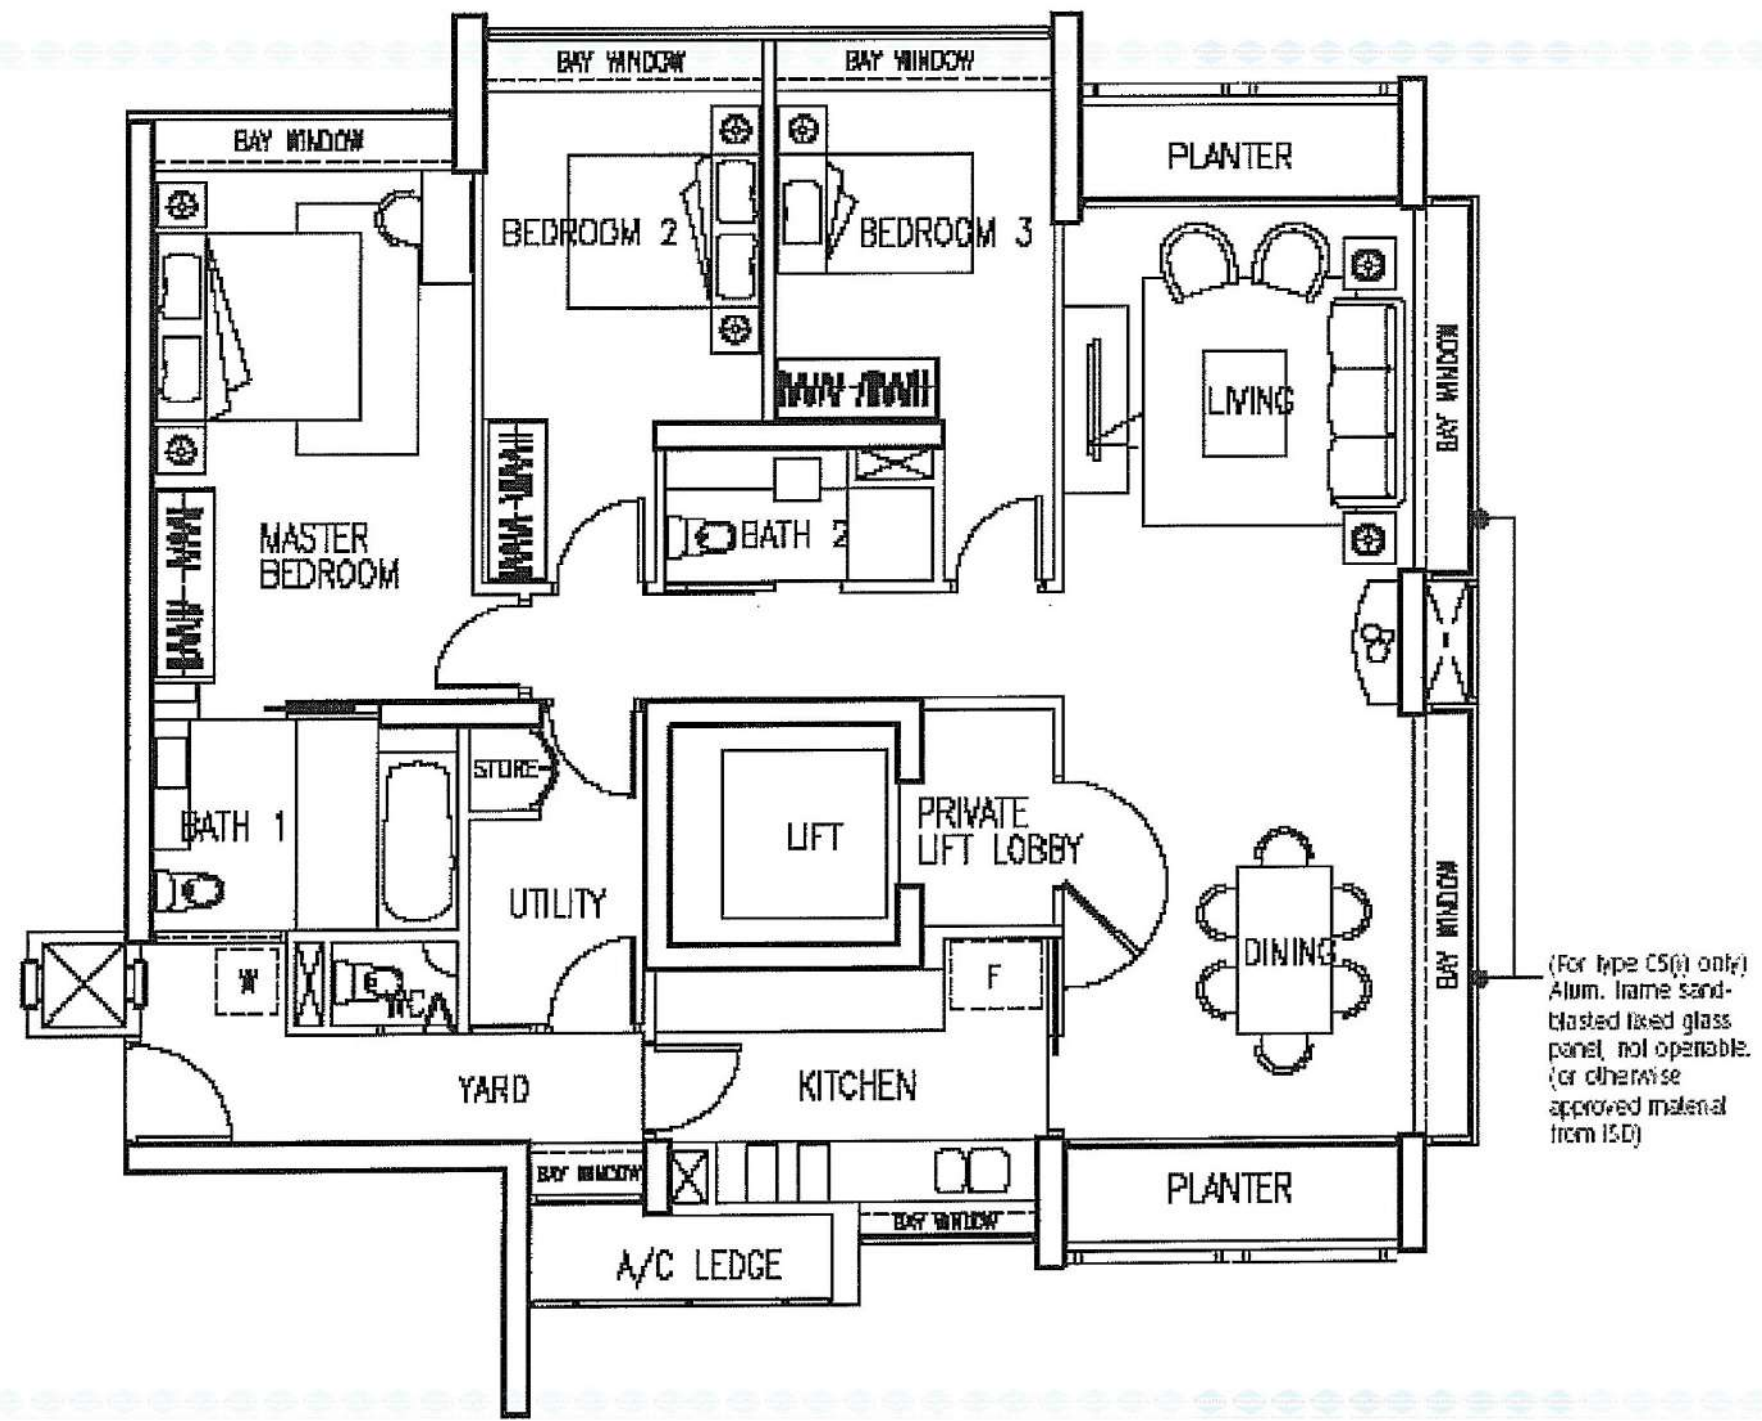 BAY WINDOW
BAY WINDOW
BAY WINDOW
PLANTER
BEDROOM 2
BEDROOM 3
BAY WINDOW
LIVING
MASTER
BEDROOM
BATH 2
STORE
BATH 1
LIFT
PRIVATE
LIFT LOBBY
UTILITY
BAY WINDOW
DINING
W
WC
F
(For type C5(i) only)
Alum. frame sand-
blasted fixed glass
panel, not openable.
(or otherwise
approved material
from ISD)
YARD
KITCHEN
BAY WINDOW
PLANTER
BAY WINDOW
A/C LEDGE